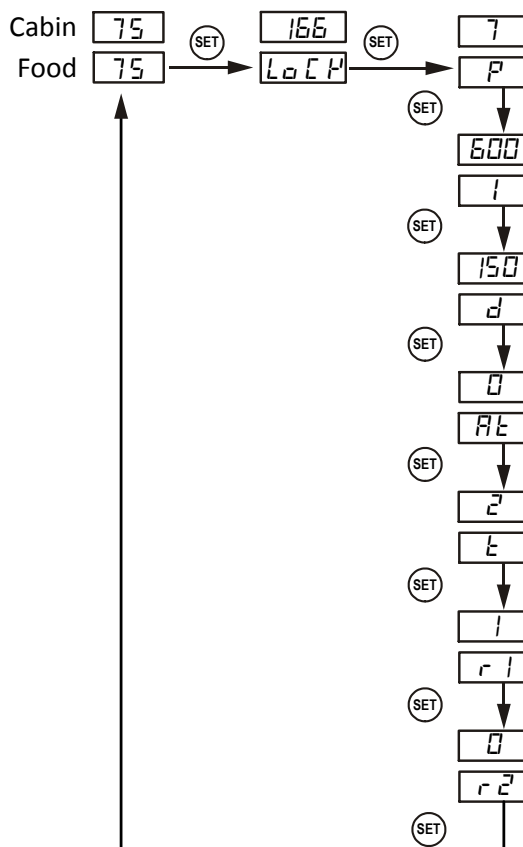 Cabin 75 SET 166 SET 7
Food 75 LoCK P
SET
600
I
SET
150
d
SET
0
At
SET
2
t
SET
1
r1
SET
0
r2
SET